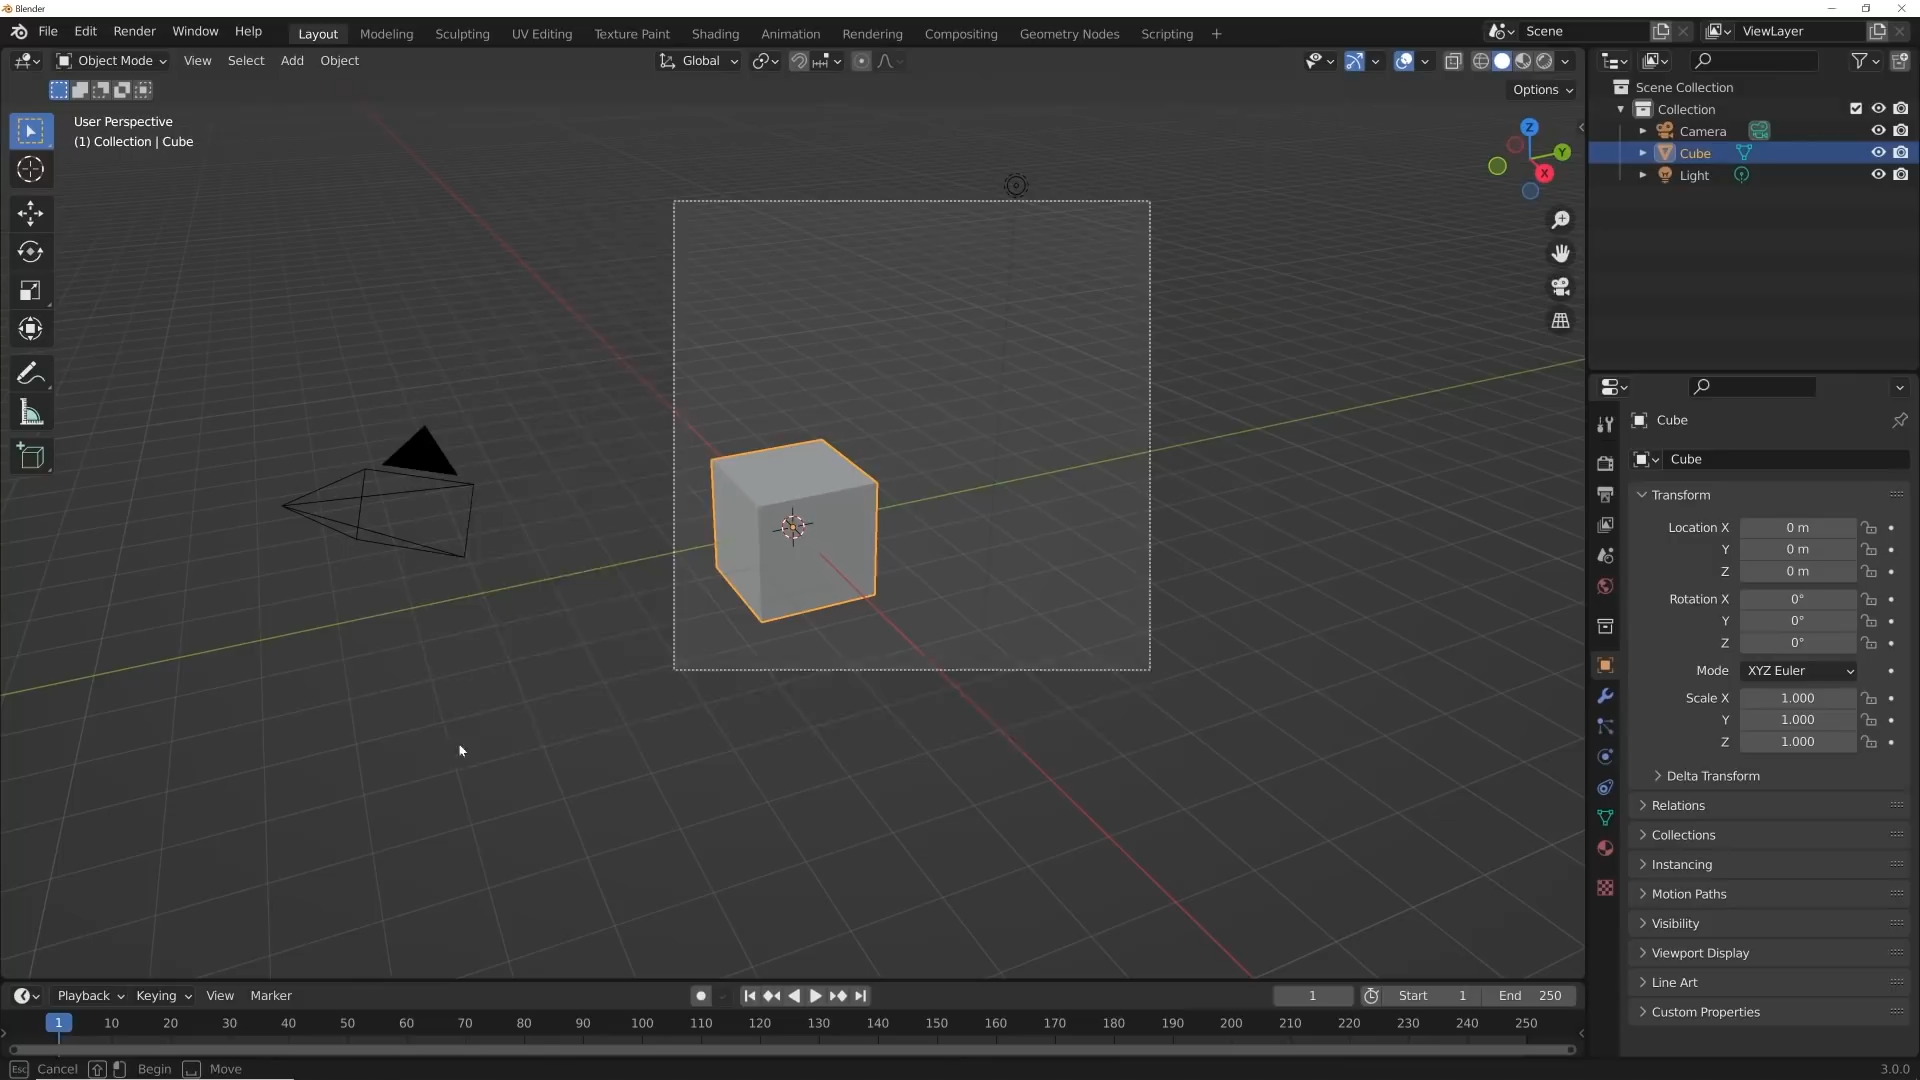 Blender
File Edit Render Window Help Layout Modeling Sculpting UV Editing Texture Paint Shading Animation Rendering Compositing Geometry Nodes Scripting + Scene ViewLayer
Object Mode View Select Add Object Global
Options
User Perspective
(1) Collection | Cube
Z
Y
X
Scene Collection
Collection
Camera
Cube
Light
Cube
Cube
Transform
Location X 0 m
Y 0 m
Z 0 m
Rotation X 0°
Y 0°
Z 0°
Mode XYZ Euler
Scale X 1.000
Y 1.000
Z 1.000
Delta Transform
Relations
Collections
Instancing
Motion Paths
Visibility
Viewport Display
Line Art
Custom Properties
Playback Keying View Marker 1 Start 1 End 250
1 10 20 30 40 50 60 70 80 90 100 110 120 130 140 150 160 170 180 190 200 210 220 230 240 250
Esc Cancel Begin Move 3.0.0